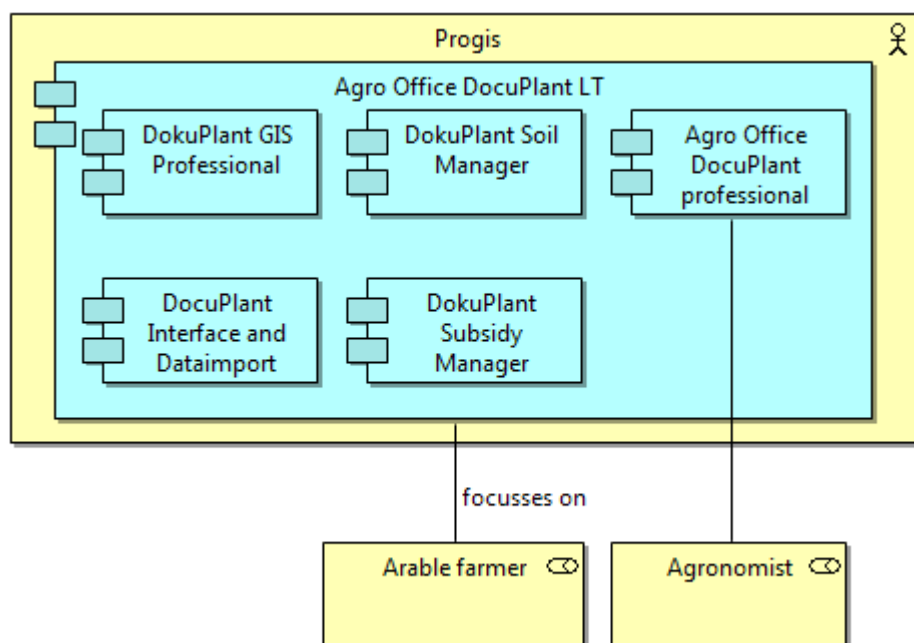 Progis
Agro Office DocuPlant LT
DokuPlant GIS
Professional
DokuPlant Soil
Manager
Agro Office
DocuPlant
professional
DocuPlant
Interface and
Dataimport
DokuPlant
Subsidy
Manager
focusses on
Arable farmer
Agronomist